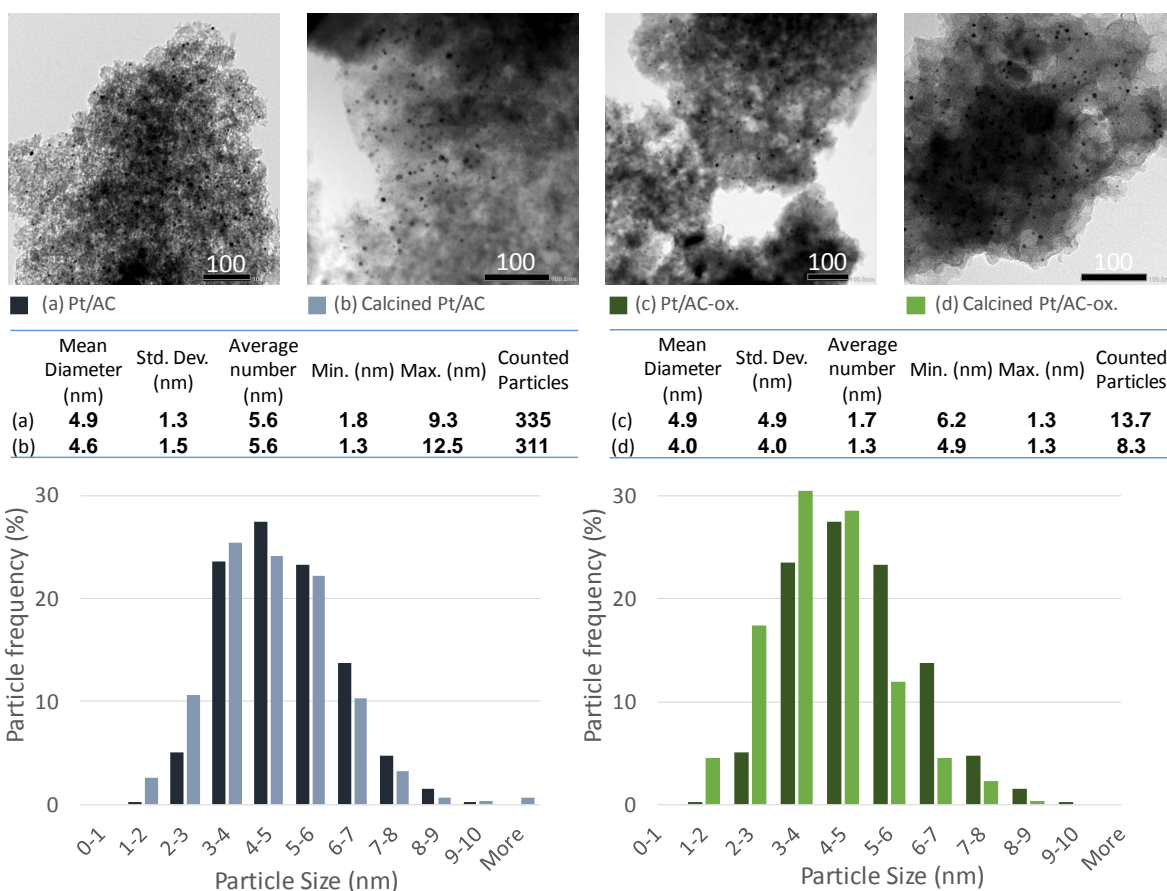 100
100
100
100
100.0nm
100.0nm
(a) Pt/AC
(b) Calcined Pt/AC
(c) Pt/AC-ox.
(d) Calcined Pt/AC-ox.
Mean Diameter (nm) Std. Dev. (nm) Average number (nm) Min. (nm) Max. (nm) Counted Particles
(a) 4.9 1.3 5.6 1.8 9.3 335
(b) 4.6 1.5 5.6 1.3 12.5 311
Mean Diameter (nm) Std. Dev. (nm) Average number (nm) Min. (nm) Max. (nm) Counted Particles
(c) 4.9 4.9 1.7 6.2 1.3 13.7
(d) 4.0 4.0 1.3 4.9 1.3 8.3
Particle frequency (%)
30
20
10
0
0-1 1-2 2-3 3-4 4-5 5-6 6-7 7-8 8-9 9-10 More
Particle Size (nm)
Particle frequency (%)
30
20
10
0
0-1 1-2 2-3 3-4 4-5 5-6 6-7 7-8 8-9 9-10 More
Particle Size (nm)